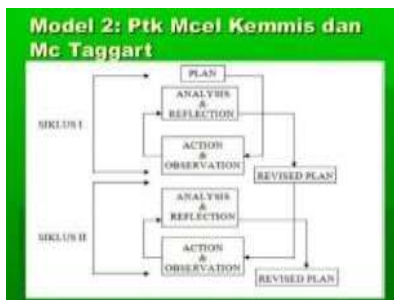 Model 2: Ptk Mcel Kemmis dan
Mc Taggart
PLAN
ANALYSIS
&
REFLECTION
SIKLUS I
ACTION
&
OBSERVATION
REVISED PLAN
ANALYSIS
&
REFLECTION
SIKLUS II
ACTION
&
OBSERVATION
REVISED PLAN